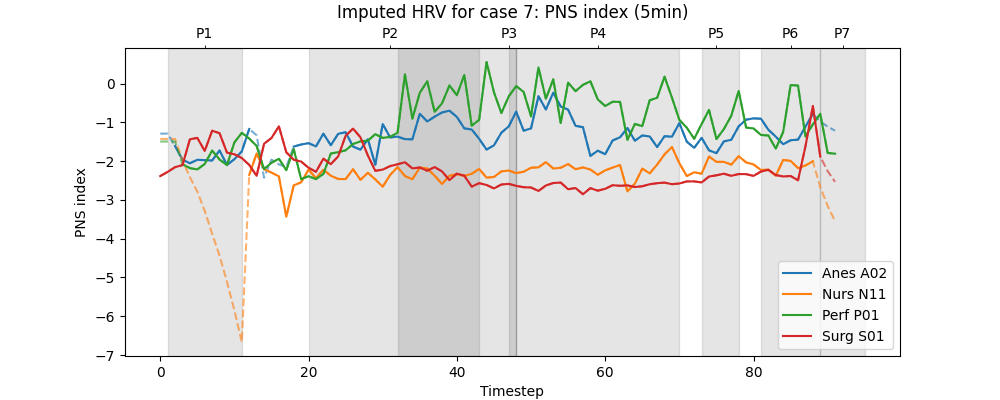 Imputed HRV for case 7: PNS index (5min)
P1 P2 P3 P4 P5 P6 P7
PNS index
0
−1
−2
−3
−4
−5
−6
−7
Anes A02
Nurs N11
Perf P01
Surg S01
0 20 40 60 80
Timestep